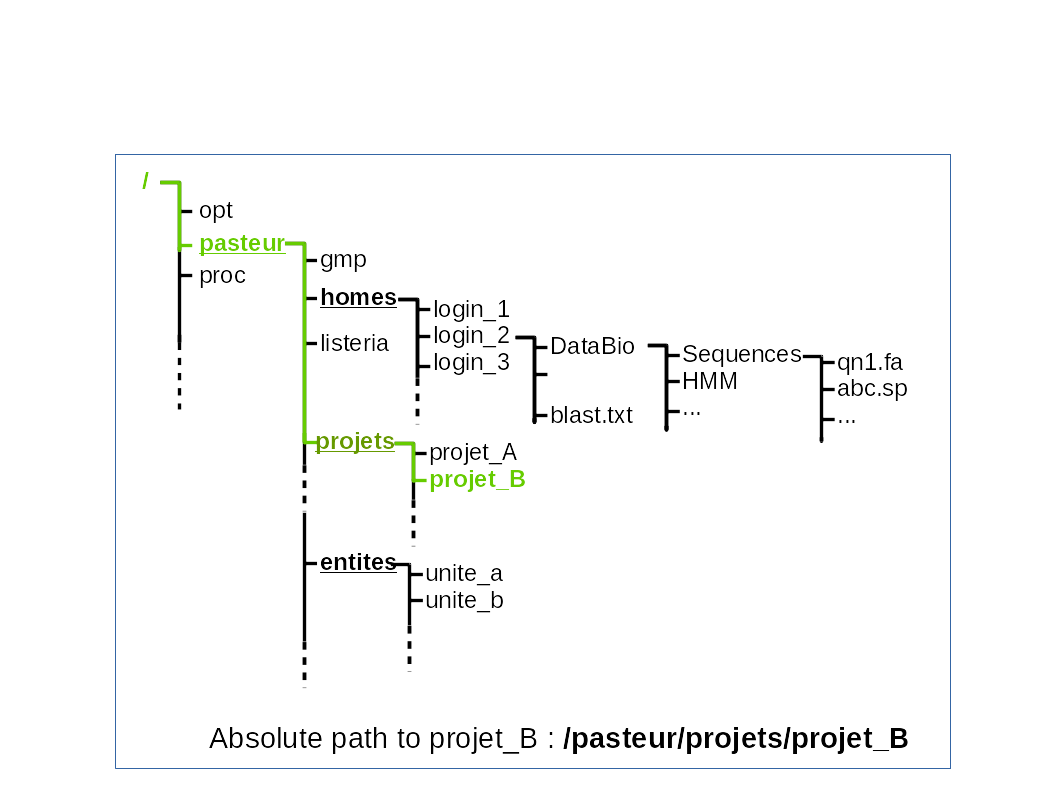 /
opt
pasteur
proc
gmp
homes
listeria
login_1
login_2
login_3
DataBio
blast.txt
Sequences
HMM
...
qn1.fa
abc.sp
...
projets
projet_A
projet_B
entites
unite_a
unite_b
Absolute path to projet_B : /pasteur/projets/projet_B